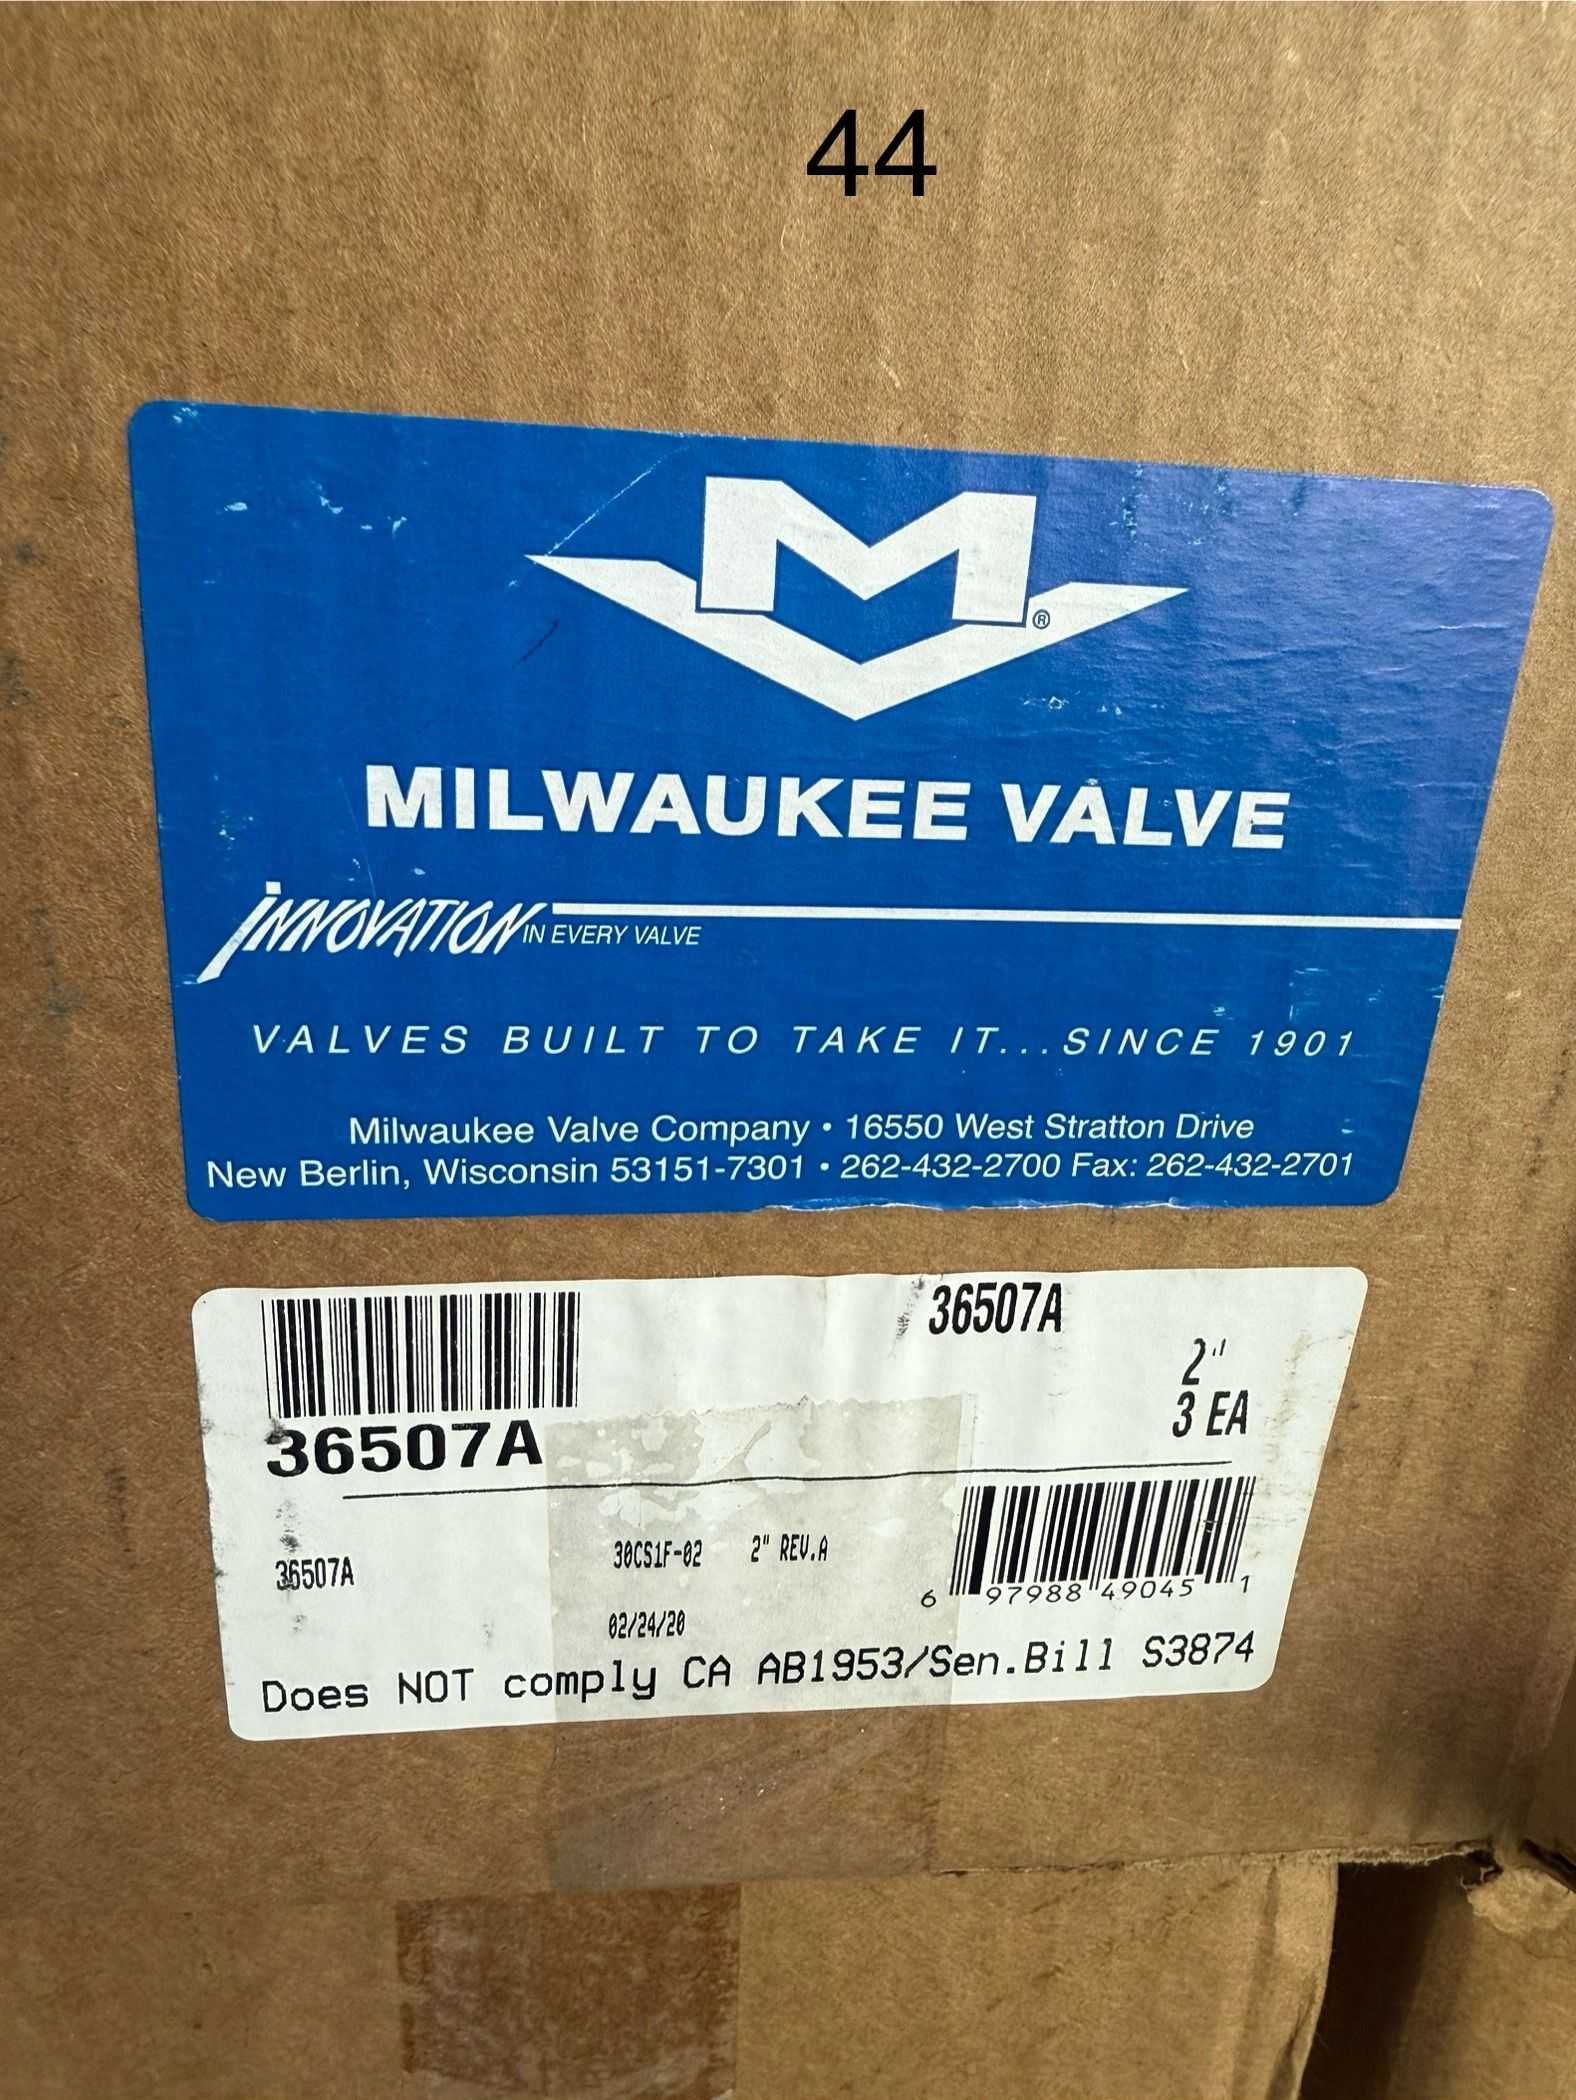 44
M®
MILWAUKEE VALVE
INNOVATION IN EVERY VALVE
VALVES BUILT TO TAKE IT...SINCE 1901
Milwaukee Valve Company • 16550 West Stratton Drive
New Berlin, Wisconsin 53151-7301 • 262-432-2700 Fax: 262-432-2701
36507A
2"
3 EA
36507A
36507A 30CS1F-02 2" REV.A
6 97988 49045 1
02/24/20
Does NOT comply CA AB1953/Sen.Bill S3874